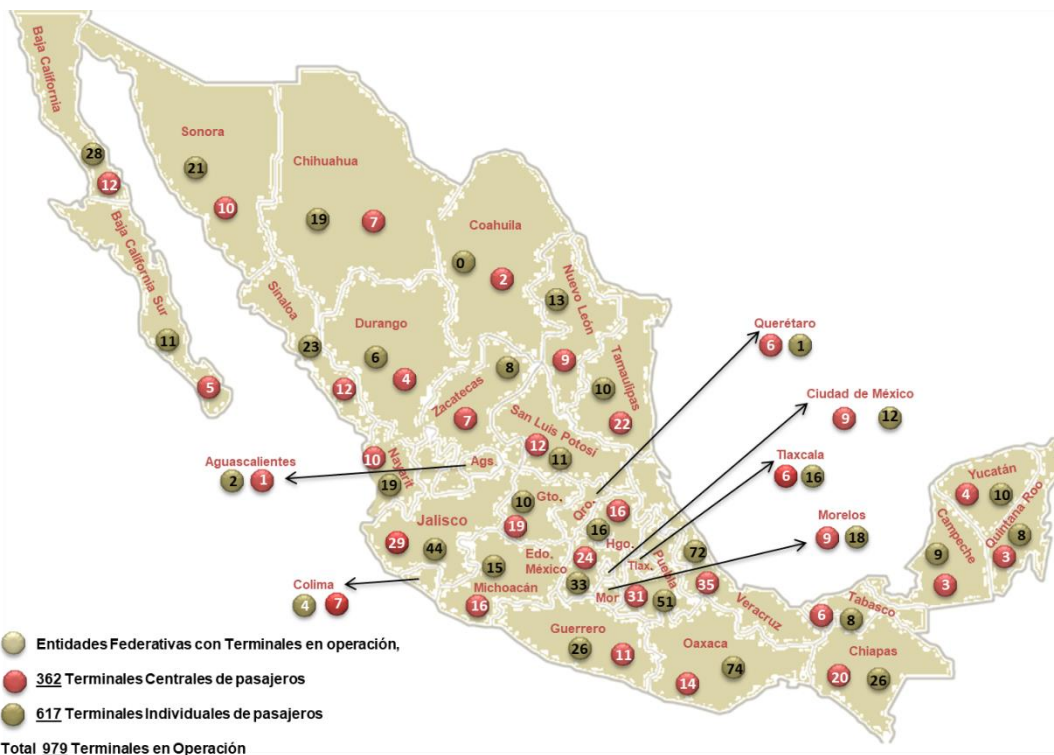 Baja California
28
12
Sonora
21
10
Chihuahua
19
7
Coahuila
0
2
Nuevo León
13
9
Baja California Sur
11
5
Sinaloa
23
12
Durango
6
4
Zacatecas
8
7
Tamaulipas
10
22
San Luis Potosí
12
11
Querétaro
6 1
Ciudad de México
9 12
Tlaxcala
6 16
Morelos
9 18
Aguascalientes
2 1
Ags.
Nayarit
10
19
Jalisco
29
44
Gto.
10
19
Qro.
16
16
Hgo.
Edo.
México
24
33
Tlax.
Mor
Puebla
31
51
72
35
Veracruz
Colima
4 7
Michoacán
15
16
Guerrero
26
11
Oaxaca
14
74
Tabasco
6
8
Chiapas
20
26
Campeche
9
3
Yucatán
4 10
Quintana Roo
8
3
Entidades Federativas con Terminales en operación,
362 Terminales Centrales de pasajeros
617 Terminales Individuales de pasajeros
Total 979 Terminales en Operación